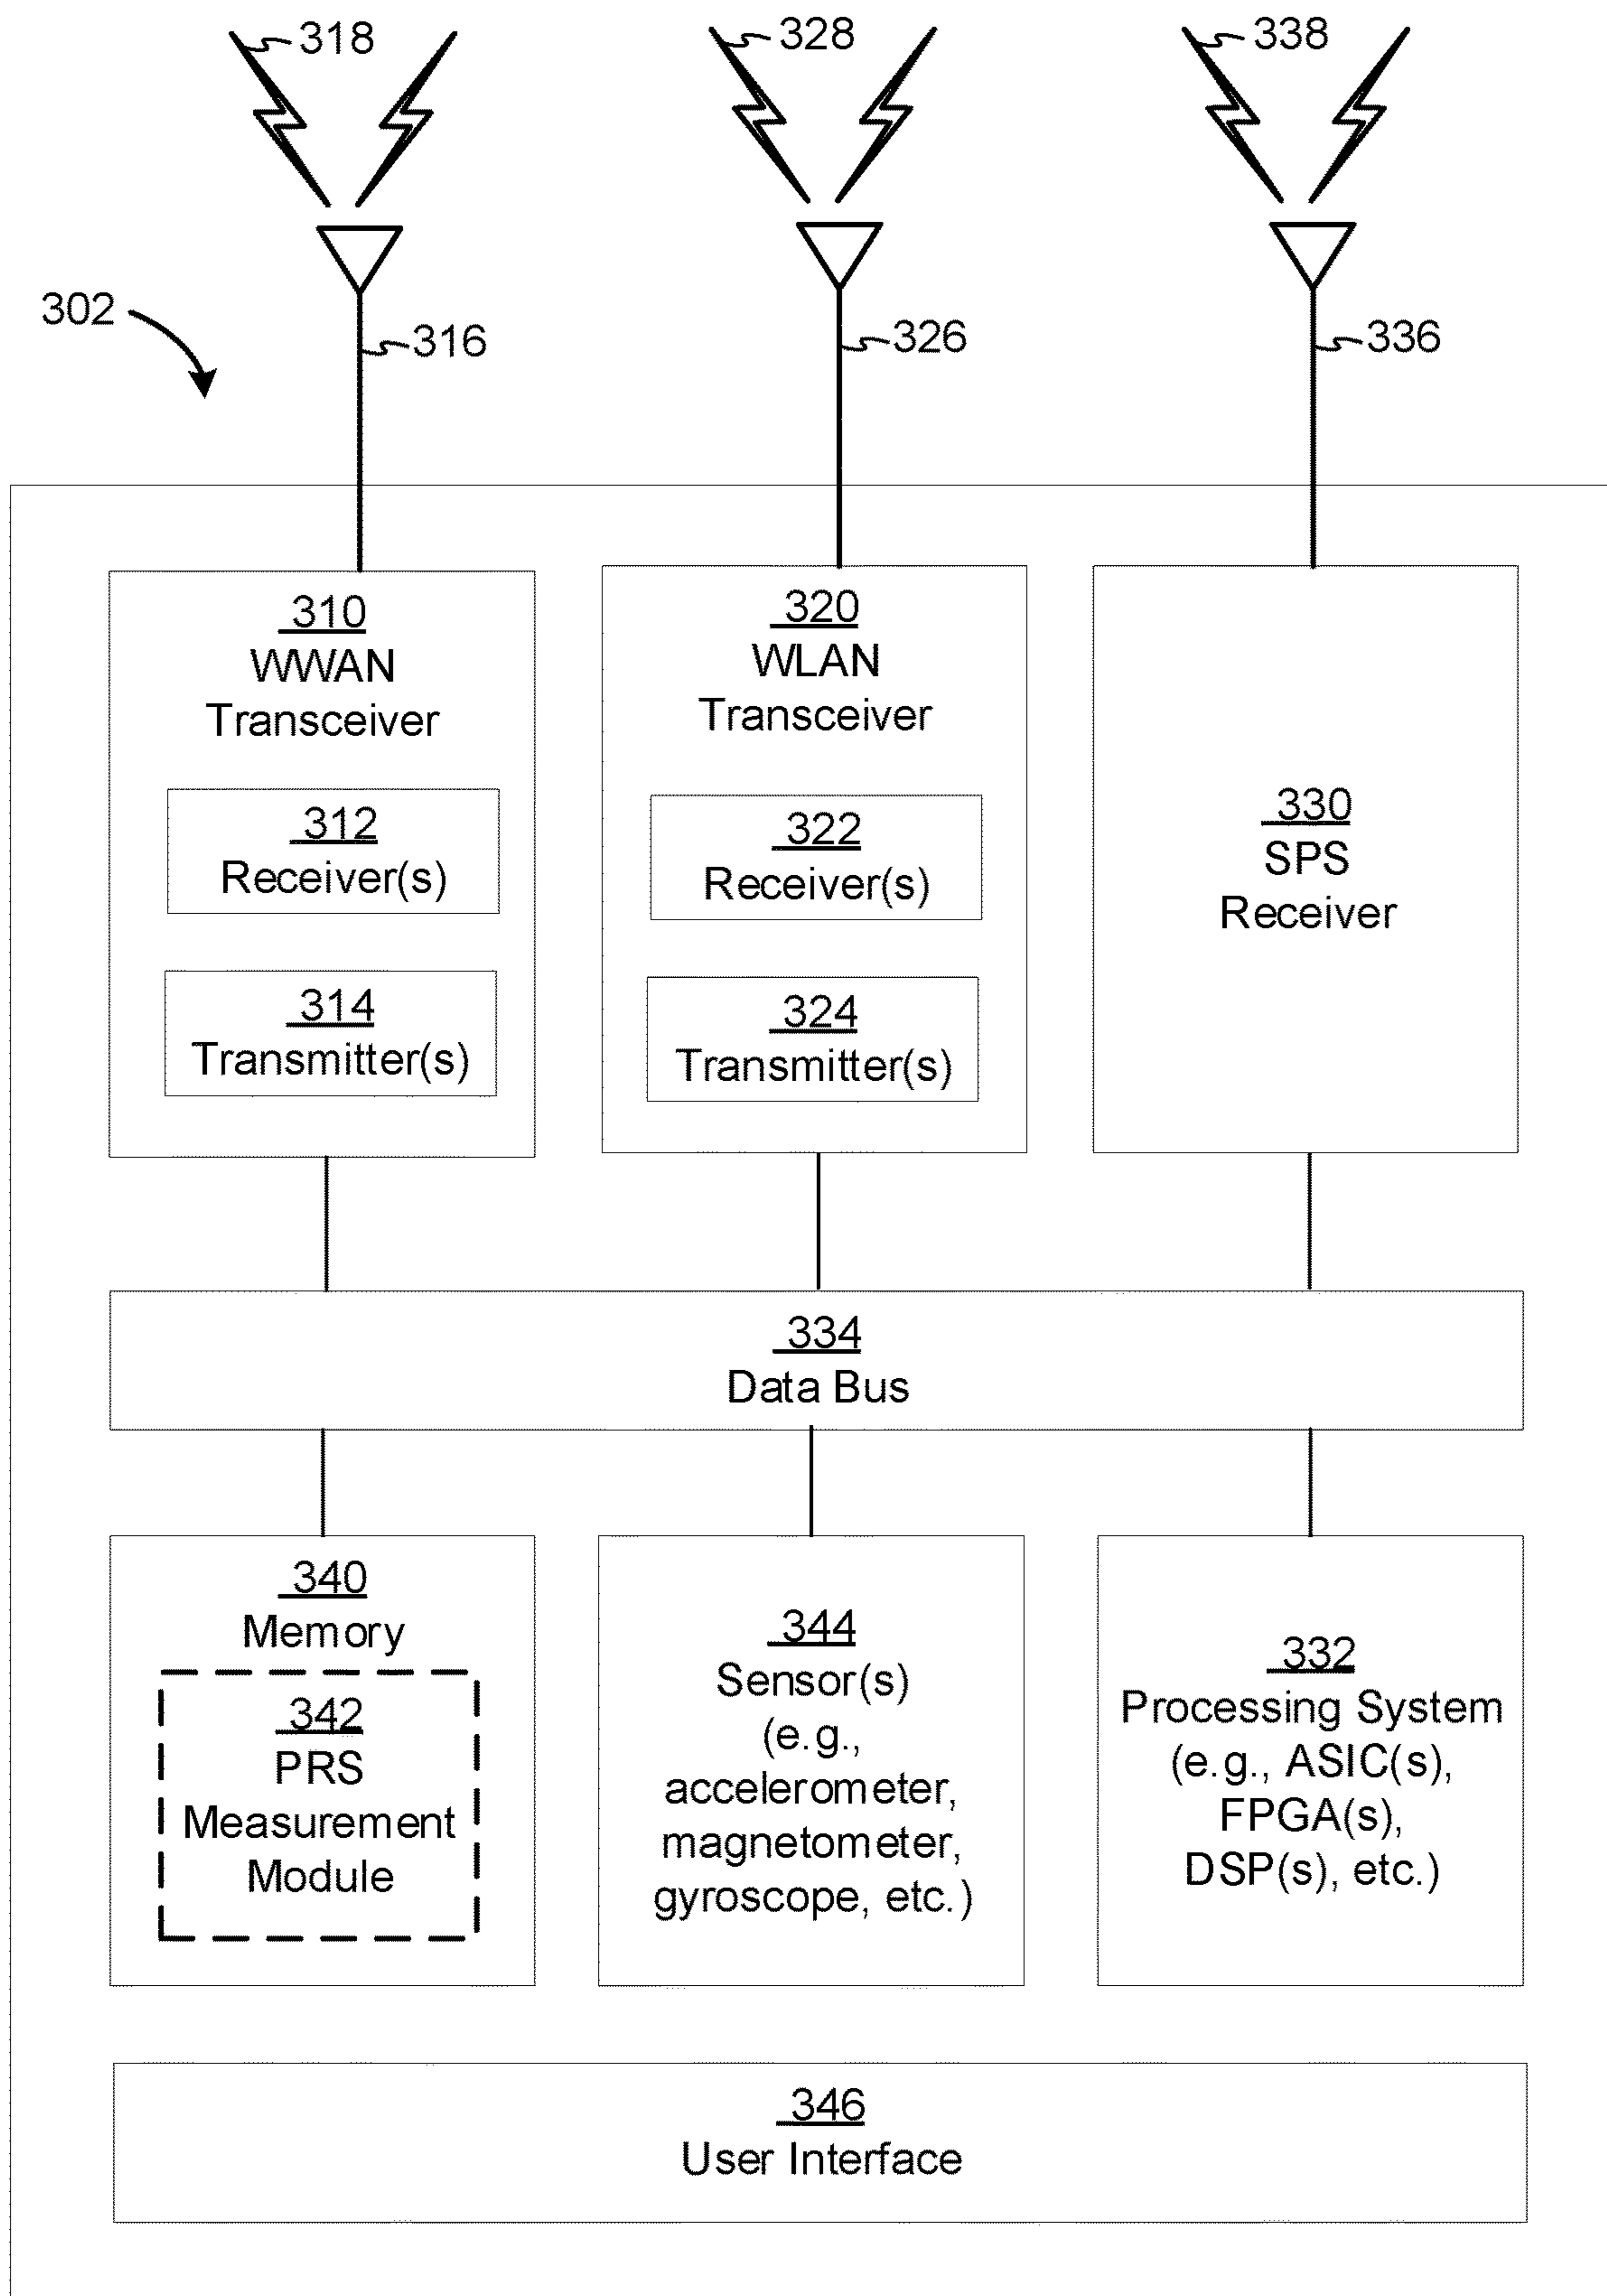 318
328
338
302
316
326
336
310
WWAN
Transceiver
312
Receiver(s)
314
Transmitter(s)
320
WLAN
Transceiver
322
Receiver(s)
324
Transmitter(s)
330
SPS
Receiver
334
Data Bus
340
Memory
342
PRS
Measurement
Module
344
Sensor(s)
(e.g.,
accelerometer,
magnetometer,
gyroscope, etc.)
332
Processing System
(e.g., ASIC(s),
FPGA(s),
DSP(s), etc.)
346
User Interface